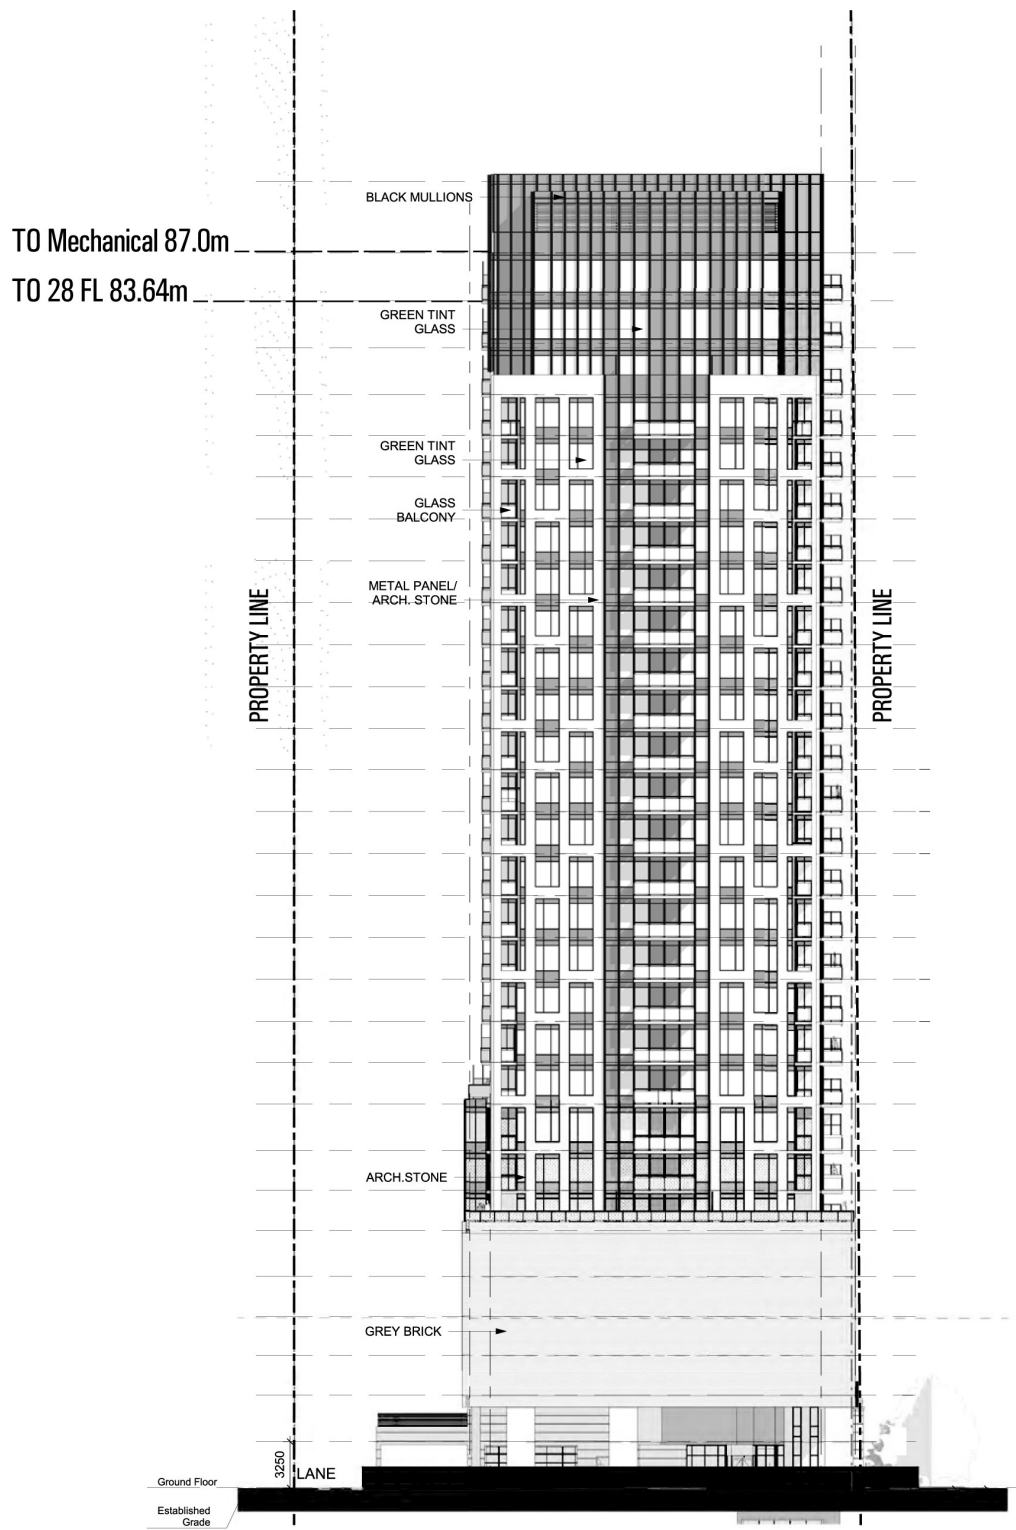 BLACK MULLIONS
TO Mechanical 87.0m
TO 28 FL 83.64m
GREEN TINT
GLASS
GREEN TINT
GLASS
GLASS
BALCONY
METAL PANEL/
ARCH. STONE
PROPERTY LINE
PROPERTY LINE
ARCH.STONE
GREY BRICK
3250
LANE
Ground Floor
Established
Grade